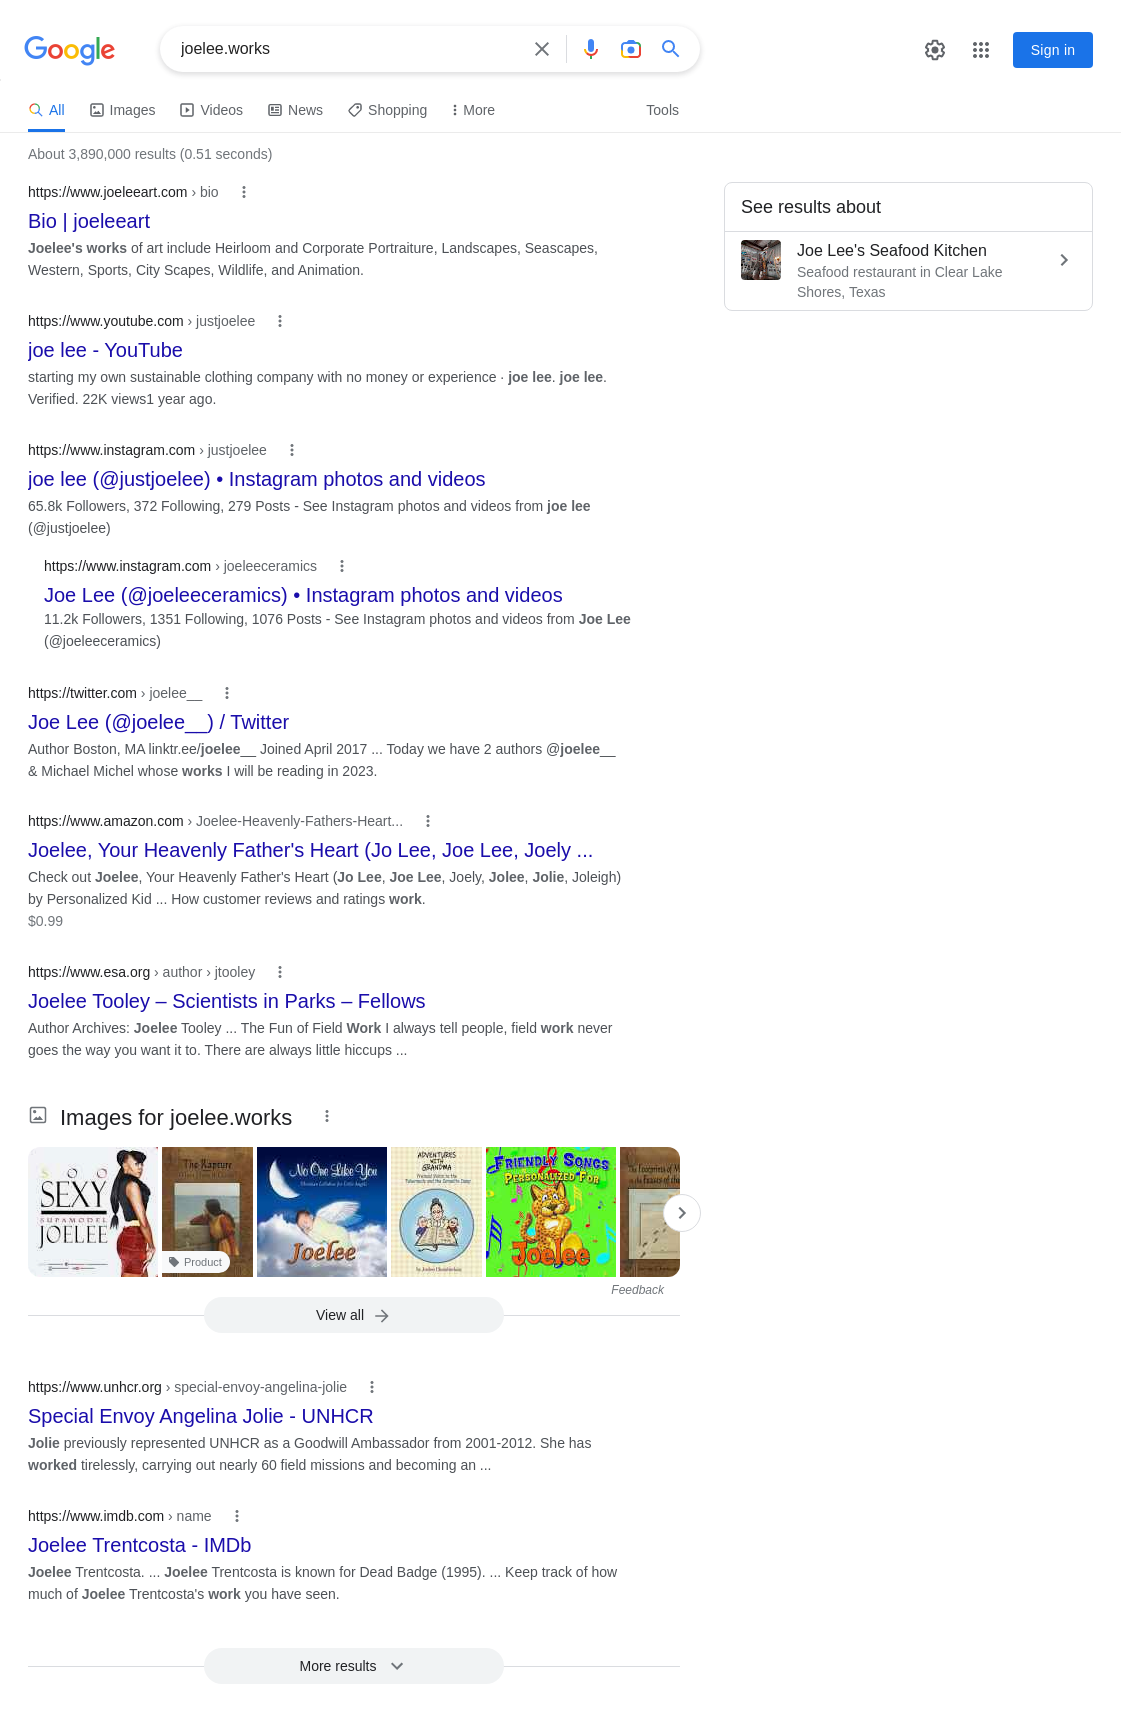 Google
joelee.works
Sign in
All
Images
Videos
News
Shopping
More
Tools
About 3,890,000 results (0.51 seconds)
https://www.joeleeart.com › bio
Bio | joeleeart
Joelee's works of art include Heirloom and Corporate Portraiture, Landscapes, Seascapes,
Western, Sports, City Scapes, Wildlife, and Animation.
See results about
Joe Lee's Seafood Kitchen
Seafood restaurant in Clear Lake
Shores, Texas
https://www.youtube.com › justjoelee
joe lee - YouTube
starting my own sustainable clothing company with no money or experience · joe lee. joe lee.
Verified. 22K views1 year ago.
https://www.instagram.com › justjoelee
joe lee (@justjoelee) • Instagram photos and videos
65.8k Followers, 372 Following, 279 Posts - See Instagram photos and videos from joe lee
(@justjoelee)
https://www.instagram.com › joeleeceramics
Joe Lee (@joeleeceramics) • Instagram photos and videos
11.2k Followers, 1351 Following, 1076 Posts - See Instagram photos and videos from Joe Lee
(@joeleeceramics)
https://twitter.com › joelee__
Joe Lee (@joelee__) / Twitter
Author Boston, MA linktr.ee/joelee__ Joined April 2017 ... Today we have 2 authors @joelee__
& Michael Michel whose works I will be reading in 2023.
https://www.amazon.com › Joelee-Heavenly-Fathers-Heart...
Joelee, Your Heavenly Father's Heart (Jo Lee, Joe Lee, Joely ...
Check out Joelee, Your Heavenly Father's Heart (Jo Lee, Joe Lee, Joely, Jolee, Jolie, Joleigh)
by Personalized Kid ... How customer reviews and ratings work.
$0.99
https://www.esa.org › author › jtooley
Joelee Tooley – Scientists in Parks – Fellows
Author Archives: Joelee Tooley ... The Fun of Field Work I always tell people, field work never
goes the way you want it to. There are always little hiccups ...
Images for joelee.works
SOO
SEXY
SUPAMODEL
JOELEE
The Rapture
Product
No One Like You
Joelee
ADVENTURES
WITH
GRANDMA
FRIENDLY SONGS
PERSONALIZED FOR
Joelee
Feedback
View all
https://www.unhcr.org › special-envoy-angelina-jolie
Special Envoy Angelina Jolie - UNHCR
Jolie previously represented UNHCR as a Goodwill Ambassador from 2001-2012. She has
worked tirelessly, carrying out nearly 60 field missions and becoming an ...
https://www.imdb.com › name
Joelee Trentcosta - IMDb
Joelee Trentcosta. ... Joelee Trentcosta is known for Dead Badge (1995). ... Keep track of how
much of Joelee Trentcosta's work you have seen.
More results